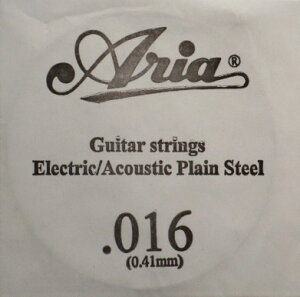 Aria®
Guitar strings
Electric/Acoustic Plain Steel
.016
(0.41mm)